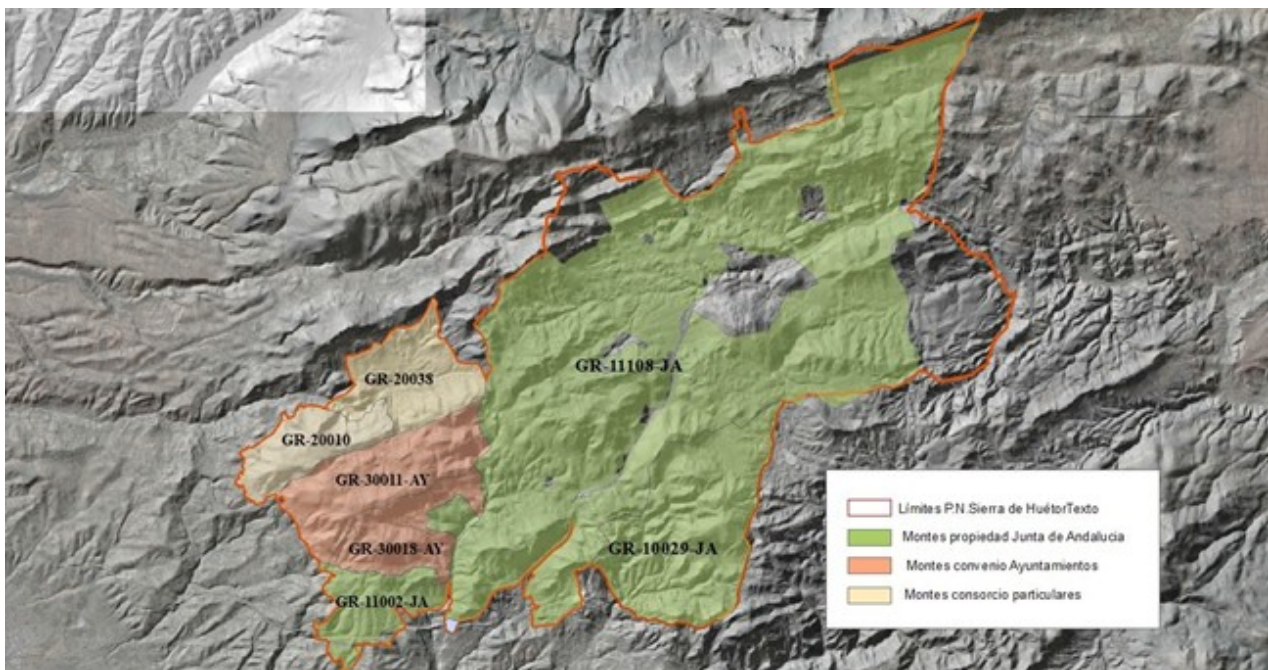 GR-11108-JA
GR-20038
GR-20010
GR-30011-AY
GR-30018-AY
GR-10029-JA
GR-11002-JA
Límites P.N.Sierra de HuétorTexto
Montes propiedad Junta de Andalucia
Montes convenio Ayuntamientos
Montes consorcio particulares